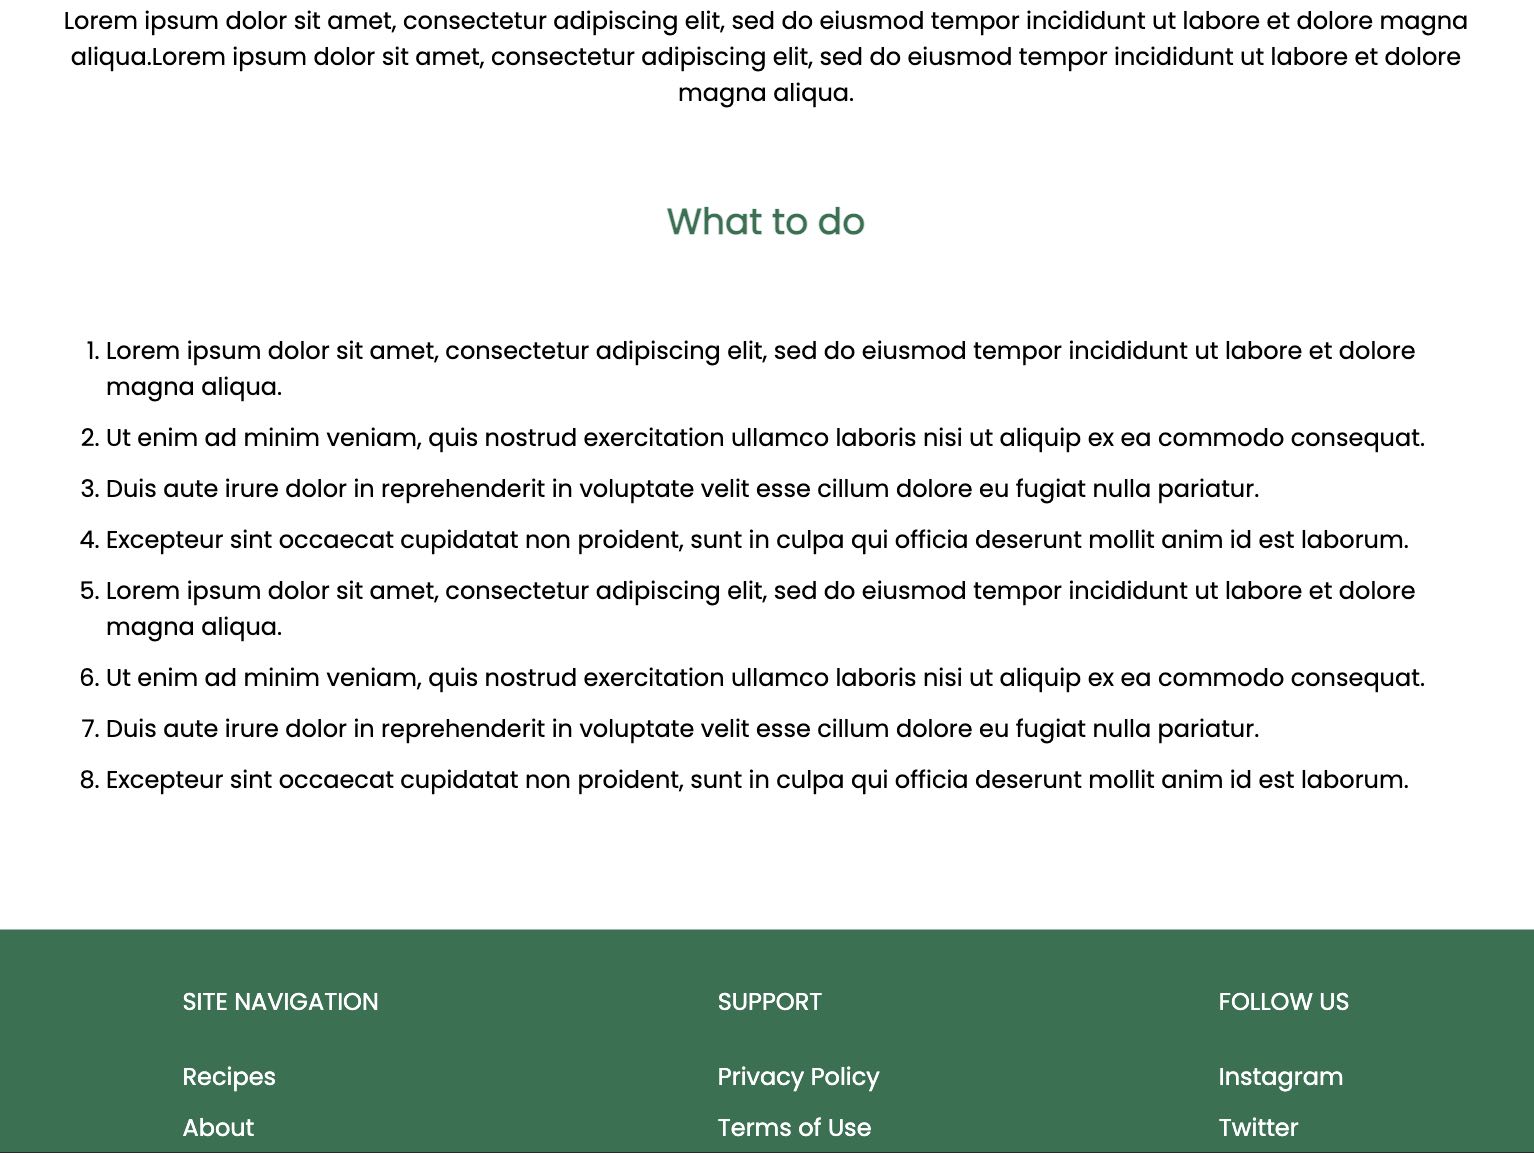 Lorem ipsum dolor sit amet, consectetur adipiscing elit, sed do eiusmod tempor incididunt ut labore et dolore magna
aliqua.Lorem ipsum dolor sit amet, consectetur adipiscing elit, sed do eiusmod tempor incididunt ut labore et dolore
magna aliqua.
What to do
1. Lorem ipsum dolor sit amet, consectetur adipiscing elit, sed do eiusmod tempor incididunt ut labore et dolore
magna aliqua.
2. Ut enim ad minim veniam, quis nostrud exercitation ullamco laboris nisi ut aliquip ex ea commodo consequat.
3. Duis aute irure dolor in reprehenderit in voluptate velit esse cillum dolore eu fugiat nulla pariatur.
4. Excepteur sint occaecat cupidatat non proident, sunt in culpa qui officia deserunt mollit anim id est laborum.
5. Lorem ipsum dolor sit amet, consectetur adipiscing elit, sed do eiusmod tempor incididunt ut labore et dolore
magna aliqua.
6. Ut enim ad minim veniam, quis nostrud exercitation ullamco laboris nisi ut aliquip ex ea commodo consequat.
7. Duis aute irure dolor in reprehenderit in voluptate velit esse cillum dolore eu fugiat nulla pariatur.
8. Excepteur sint occaecat cupidatat non proident, sunt in culpa qui officia deserunt mollit anim id est laborum.
SITE NAVIGATION
Recipes
About
SUPPORT
Privacy Policy
Terms of Use
FOLLOW US
Instagram
Twitter